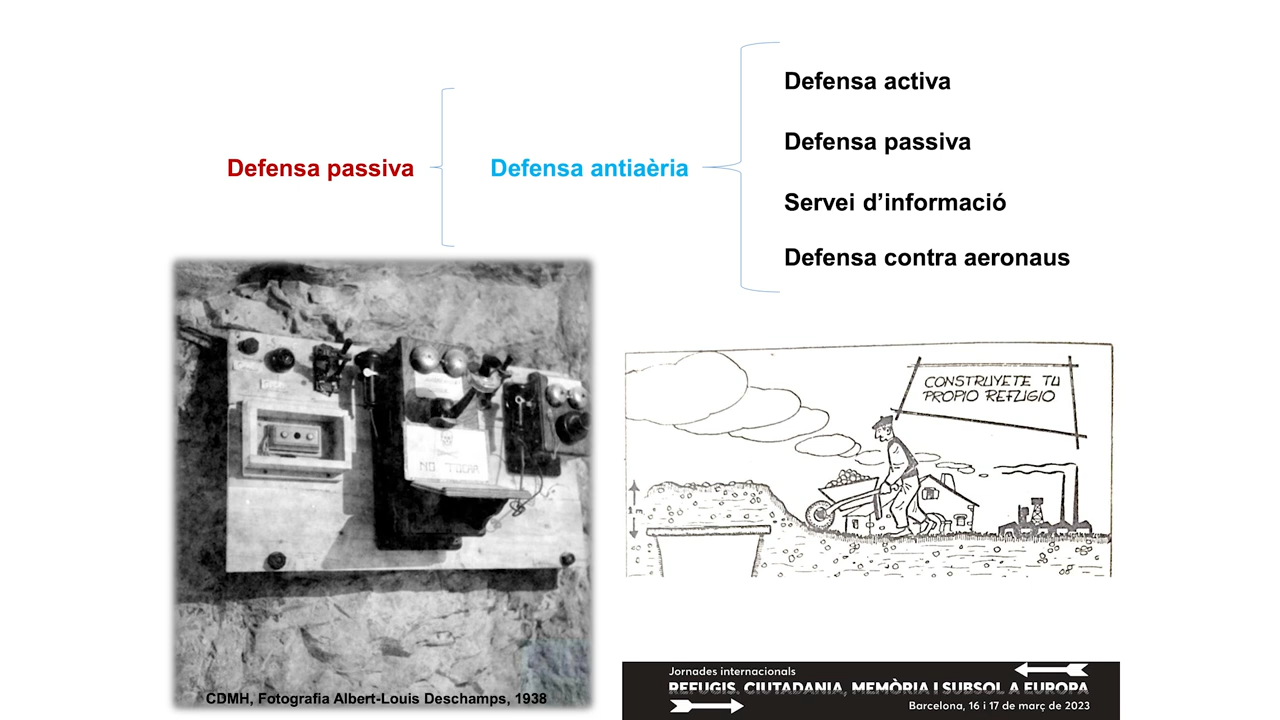 Defensa activa
Defensa passiva
Defensa passiva
Defensa antiaèria
Servei d’informació
Defensa contra aeronaus
CONSTRUYETE TU
PROPIO REFUGIO
1 m
NO TOCAR
CDMH, Fotografia Albert-Louis Deschamps, 1938
Jornades internacionals
REFUGIS. CIUTADANIA, MEMÒRIA I SUBSOL A EUROPA
Barcelona, 16 i 17 de març de 2023